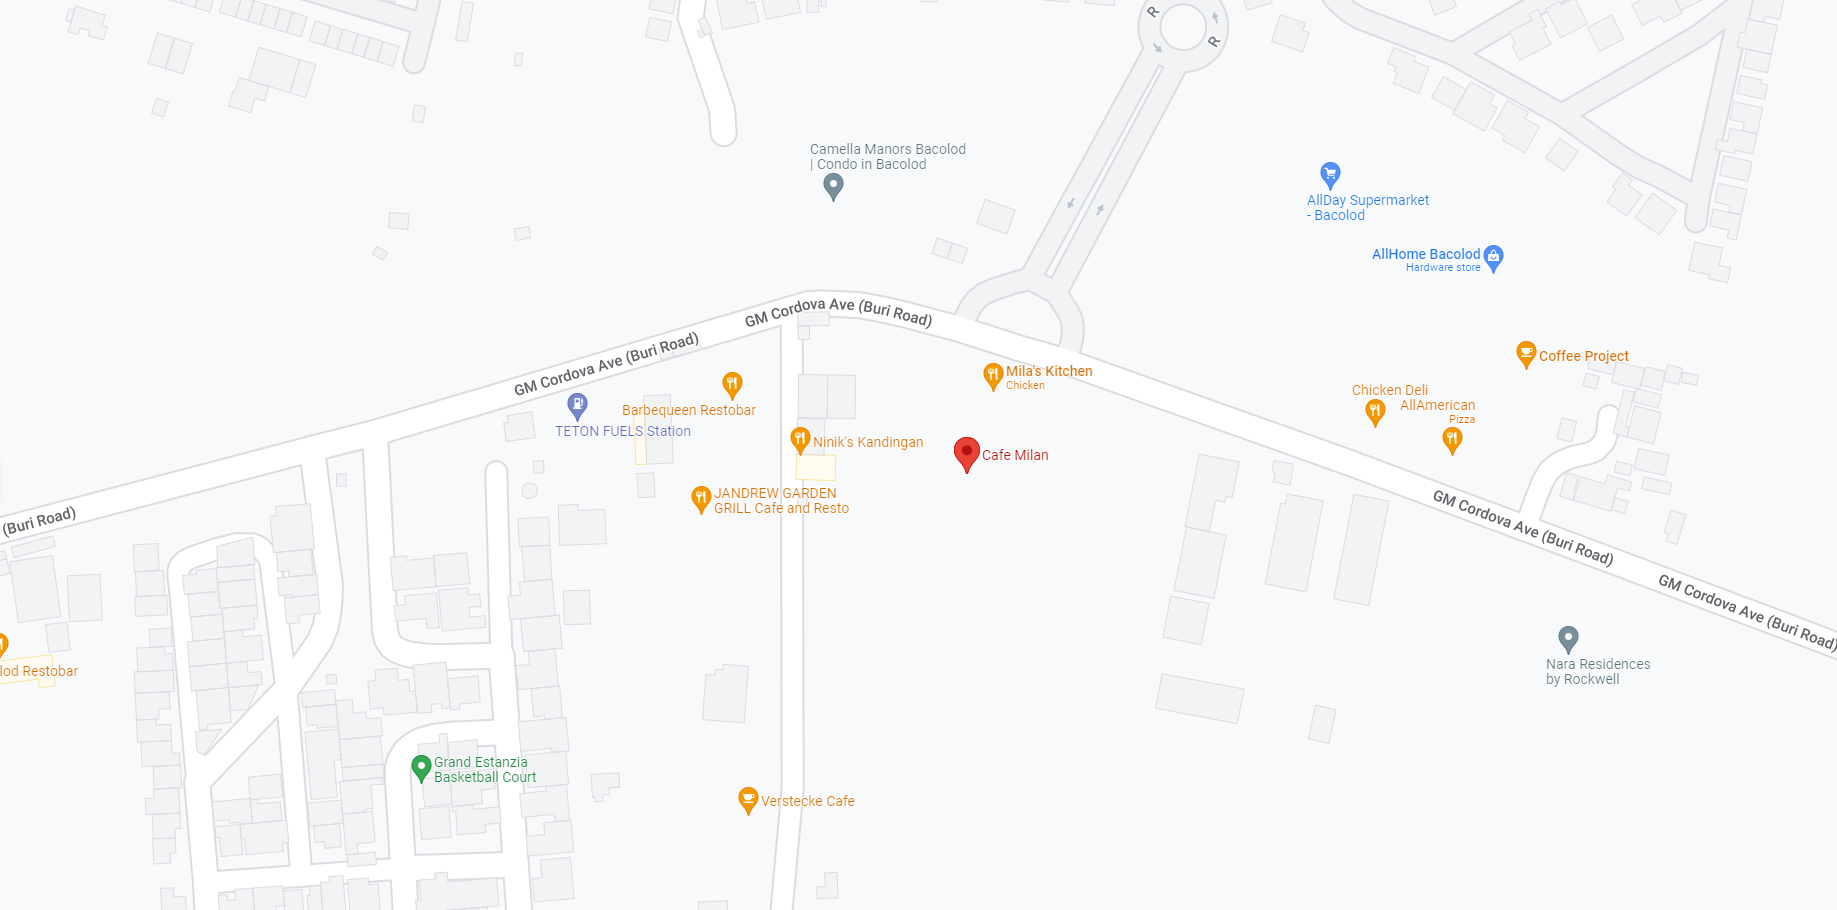 R
R
Camella Manors Bacolod
| Condo in Bacolod
AllDay Supermarket
- Bacolod
AllHome Bacolod
Hardware store
GM Cordova Ave (Buri Road)
GM Cordova Ave (Buri Road)
Coffee Project
Mila's Kitchen
Chicken
Chicken Deli
AllAmerican
Pizza
Barbequeen Restobar
TETON FUELS Station
Ninik's Kandingan
Cafe Milan
JANDREW GARDEN
GRILL Cafe and Resto
(Buri Road)
GM Cordova Ave (Buri Road)
GM Cordova Ave (Buri Road)
lod Restobar
Nara Residences
by Rockwell
Grand Estanzia
Basketball Court
Verstecke Cafe